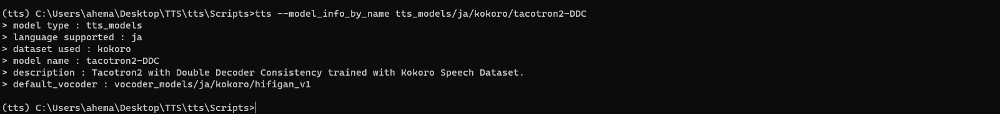 (tts) C:\Users\ahema\Desktop\TTS\tts\Scripts>tts --model_info_by_name tts_models/ja/kokoro/tacotron2-DDC
> model type : tts_models
> language supported : ja
> dataset used : kokoro
> model name : tacotron2-DDC
> description : Tacotron2 with Double Decoder Consistency trained with Kokoro Speech Dataset.
> default_vocoder : vocoder_models/ja/kokoro/hifigan_v1
(tts) C:\Users\ahema\Desktop\TTS\tts\Scripts>